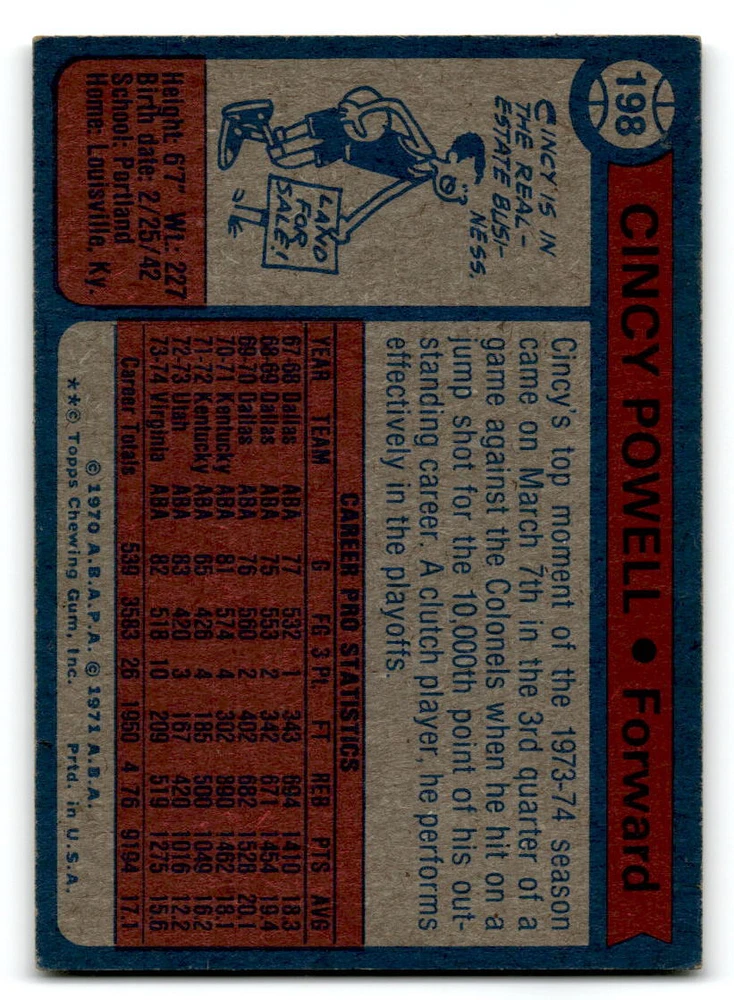 198
CINCY POWELL • Forward
CINCY IS IN
THE REAL-
ESTATE BUSI-
NESS.
LAND
FOR
SALE!
Height: 6'7" Wt.: 227
Birth date: 2/25/42
School: Portland
Home: Louisville, Ky.
Cincy's top moment of the 1973-74 season
came on March 7th in the 3rd quarter of a
game against the Colonels when he hit on a
jump shot for the 10,000th point of his out-
standing career. A clutch player, he performs
effectively in the playoffs.
CAREER PRO STATISTICS
YEAR TEAM G FG 3 Pt. FT REB PTS AVG
67-68 Dallas ABA 77 532 1 343 694 1410 18.3
68-69 Dallas ABA 75 553 2 342 671 1454 19.4
69-70 Dallas ABA 76 560 2 402 682 1528 20.1
70-71 Kentucky ABA 81 574 4 302 890 1462 18.1
71-72 Kentucky ABA 65 426 4 185 500 1049 16.2
72-73 Utah ABA 83 420 3 167 420 1016 12.2
73-74 Virginia ABA 82 518 10 209 519 1275 15.6
Career Totals 539 3583 26 1950 4 76 9194 17.1
© 1970 A.B.A.P.A. © 1971 A.B.A.
**© Topps Chewing Gum, Inc. Prtd. in U.S.A.